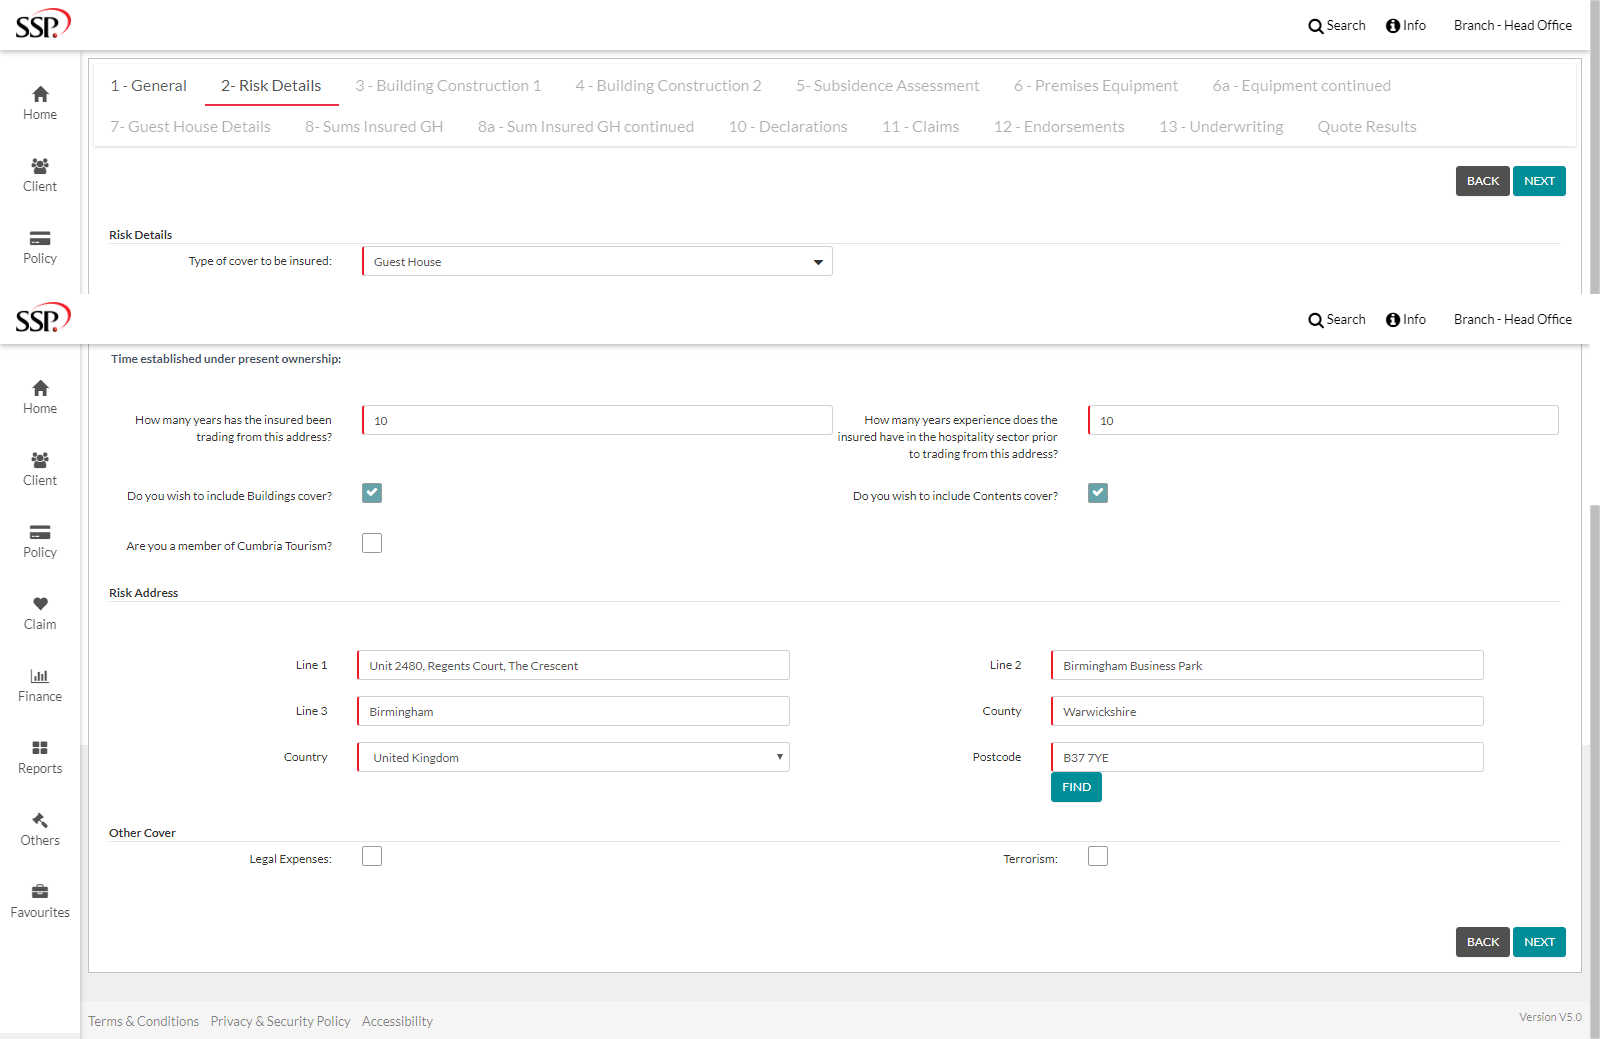 SSP.
Search Info Branch - Head Office
Home
Client
Policy
1 - General 2- Risk Details 3 - Building Construction 1 4 - Building Construction 2 5- Subsidence Assessment 6 - Premises Equipment 6a - Equipment continued
7- Guest House Details 8- Sums Insured GH 8a - Sum Insured GH continued 10 - Declarations 11 - Claims 12 - Endorsements 13 - Underwriting Quote Results
BACK NEXT
Risk Details
Type of cover to be insured: Guest House
SSP.
Search Info Branch - Head Office
Home
Client
Policy
Claim
Finance
Reports
Others
Favourites
Time established under present ownership:
How many years has the insured been
trading from this address?
10
How many years experience does the
insured have in the hospitality sector prior
to trading from this address?
10
Do you wish to include Buildings cover? Do you wish to include Contents cover?
Are you a member of Cumbria Tourism?
Risk Address
Line 1 Unit 2480, Regents Court, The Crescent Line 2 Birmingham Business Park
Line 3 Birmingham County Warwickshire
Country United Kingdom Postcode B37 7YE
FIND
Other Cover
Legal Expenses: Terrorism:
BACK NEXT
Terms & Conditions Privacy & Security Policy Accessibility Version V5.0